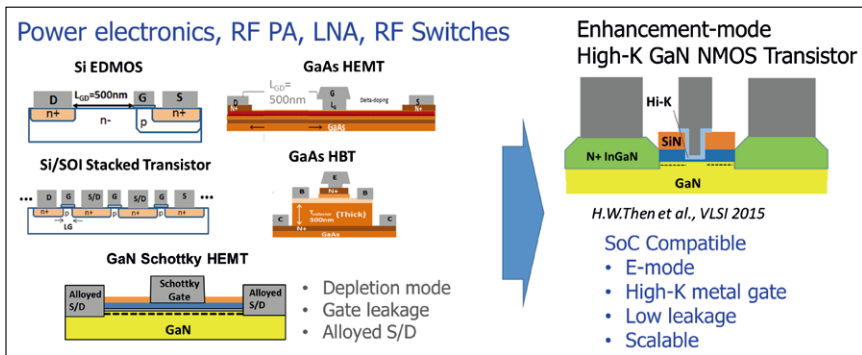 Power electronics, RF PA, LNA, RF Switches
Si EDMOS
D
LGD=500nm
G
S
n+
n-
p
n+
GaAs HEMT
LGD=
500nm
D
G
S
N+
LG
Delta-doping
N+
GaAs
Si/SOI Stacked Transistor
••• D G S/D G S/D G S •••
n+ p n+ p n+ p n+
LG
GaAs HBT
E
N+
B
B
(Thick)
500nm
C
C
N+
GaAs
GaN Schottky HEMT
Alloyed
S/D
Schottky
Gate
Alloyed
S/D
GaN
• Depletion mode
• Gate leakage
• Alloyed S/D
Enhancement-mode
High-K GaN NMOS Transistor
Hi-K
SiN
N+ InGaN
GaN
H.W.Then et al., VLSI 2015
SoC Compatible
• E-mode
• High-K metal gate
• Low leakage
• Scalable